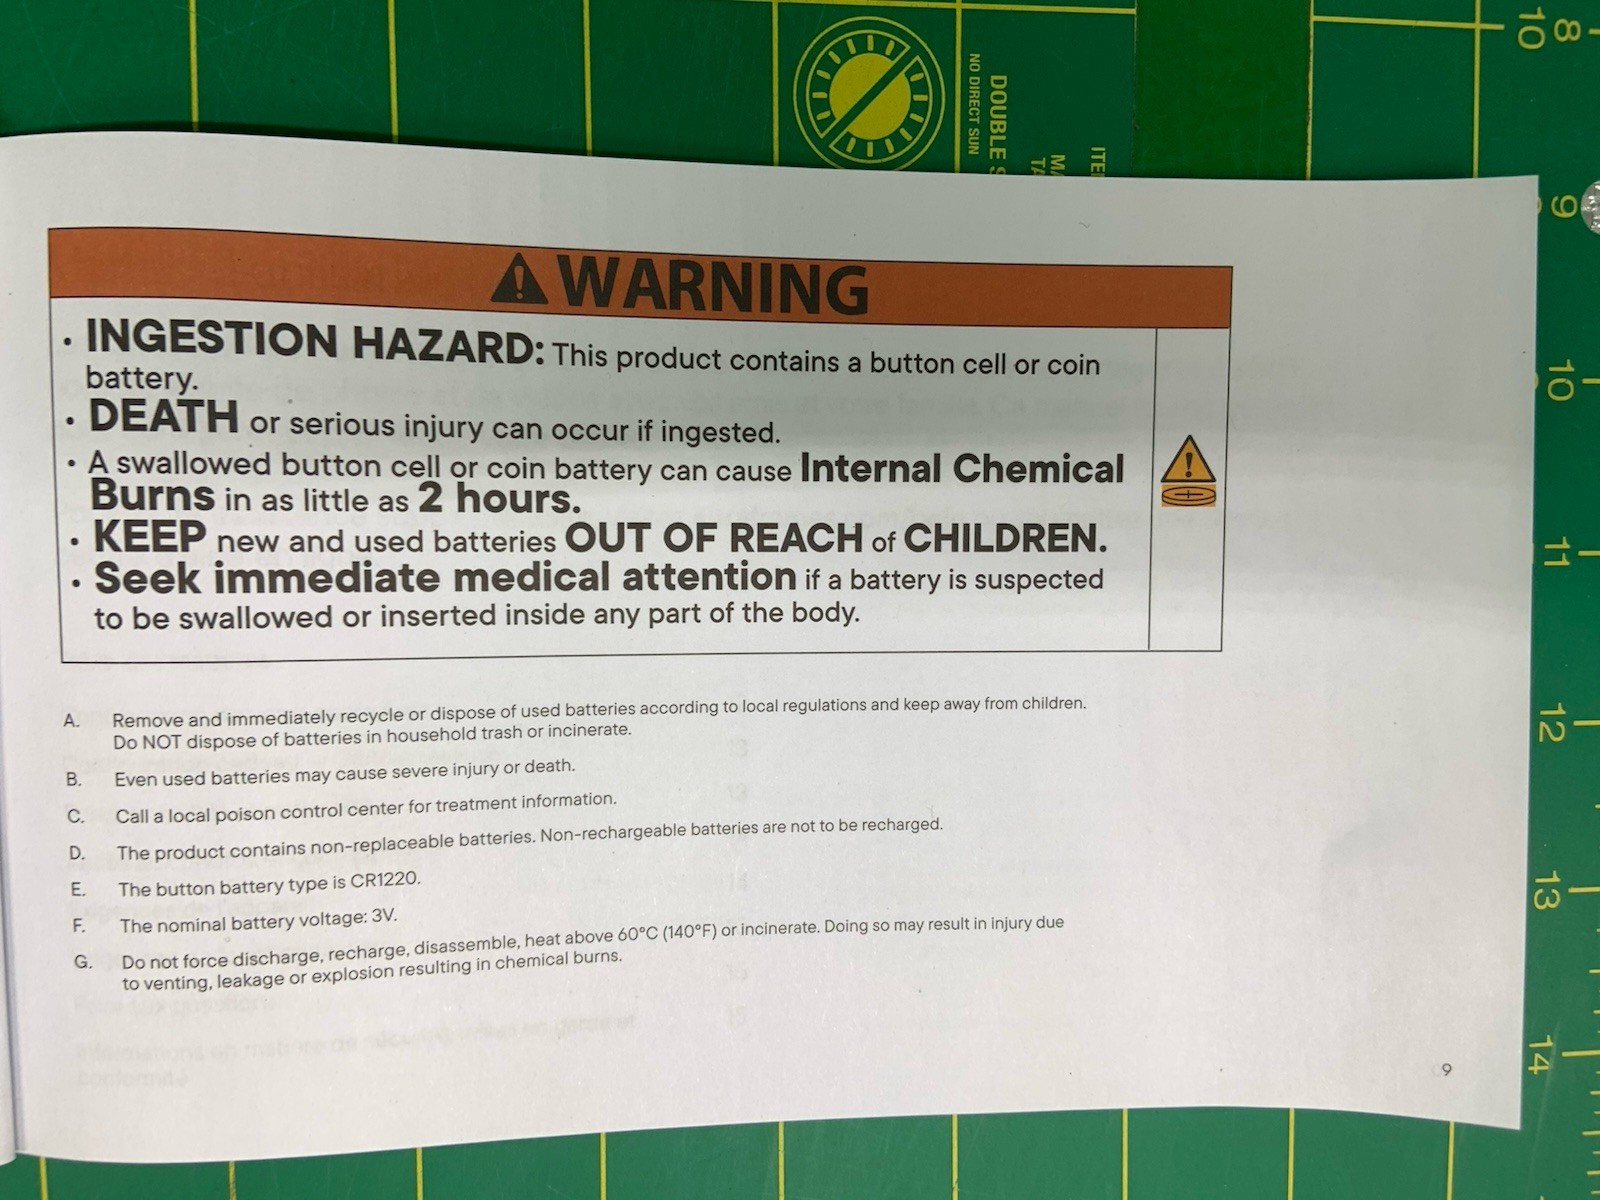 DOUBLE
NO DIRECT SUN
8
10
9
10
11
12
13
14
WARNING
• INGESTION HAZARD: This product contains a button cell or coin
battery.
• DEATH or serious injury can occur if ingested.
• A swallowed button cell or coin battery can cause Internal Chemical
Burns in as little as 2 hours.
• KEEP new and used batteries OUT OF REACH of CHILDREN.
• Seek immediate medical attention if a battery is suspected
to be swallowed or inserted inside any part of the body.
A. Remove and immediately recycle or dispose of used batteries according to local regulations and keep away from children.
Do NOT dispose of batteries in household trash or incinerate.
B. Even used batteries may cause severe injury or death.
C. Call a local poison control center for treatment information.
D. The product contains non-replaceable batteries. Non-rechargeable batteries are not to be recharged.
E. The button battery type is CR1220.
F. The nominal battery voltage: 3V.
G. Do not force discharge, recharge, disassemble, heat above 60°C (140°F) or incinerate. Doing so may result in injury due
to venting, leakage or explosion resulting in chemical burns.
9